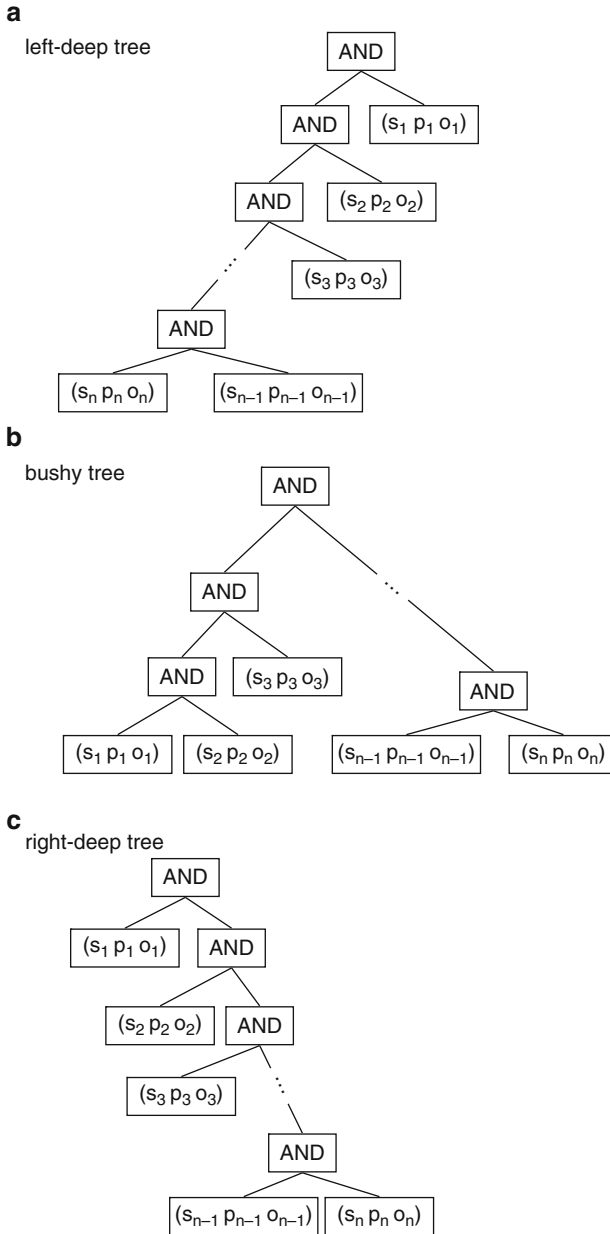 a
left-deep tree
AND
AND
(s₁ p₁ o₁)
AND
(s₂ p₂ o₂)
...
(s₃ p₃ o₃)
AND
(sₙ pₙ oₙ)
(sₙ₋₁ pₙ₋₁ oₙ₋₁)
b
bushy tree
AND
AND
...
AND
(s₃ p₃ o₃)
AND
(s₁ p₁ o₁)
(s₂ p₂ o₂)
(sₙ₋₁ pₙ₋₁ oₙ₋₁)
(sₙ pₙ oₙ)
c
right-deep tree
AND
(s₁ p₁ o₁)
AND
(s₂ p₂ o₂)
AND
(s₃ p₃ o₃)
...
AND
(sₙ₋₁ pₙ₋₁ oₙ₋₁)
(sₙ pₙ oₙ)